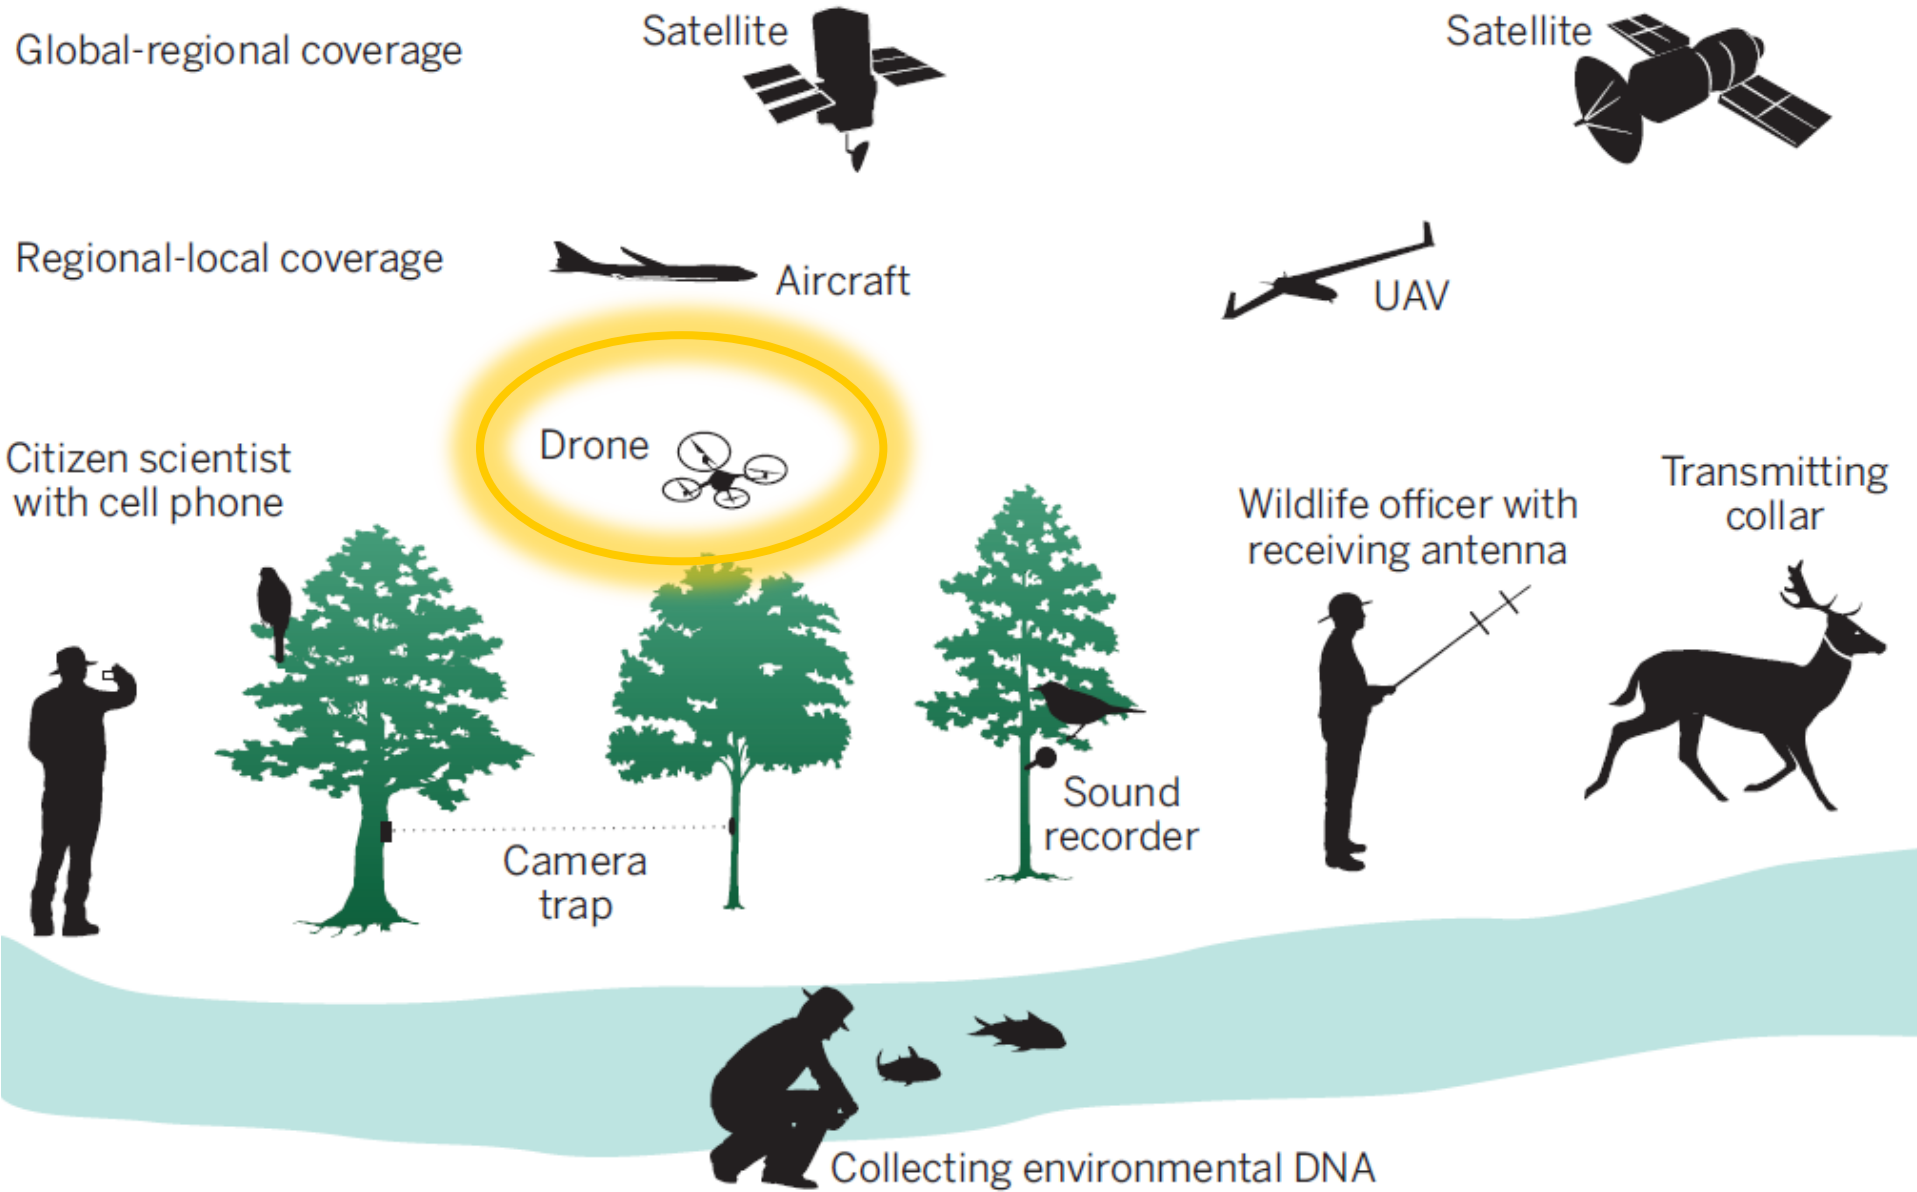 Global-regional coverage
Satellite
Satellite
Regional-local coverage
Aircraft
UAV
Drone
Citizen scientist
with cell phone
Wildlife officer with
receiving antenna
Transmitting
collar
Sound
recorder
Camera
trap
Collecting environmental DNA